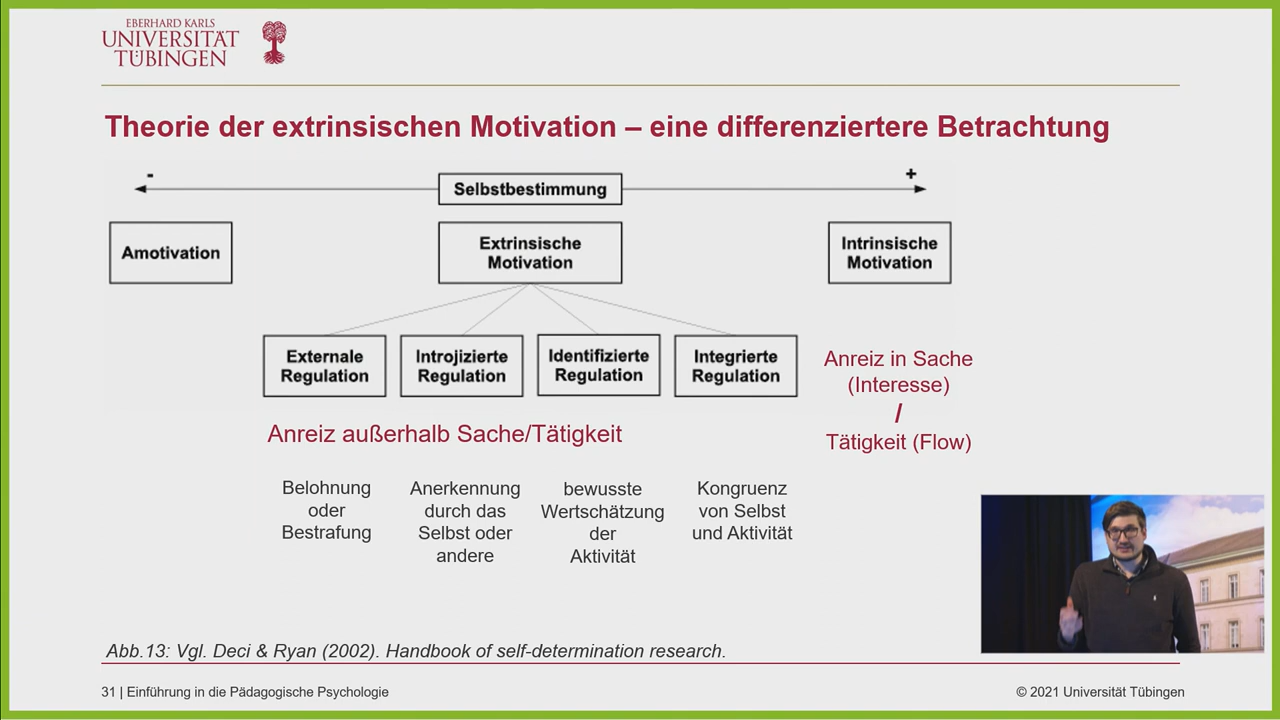 EBERHARD KARLS
UNIVERSITÄT
TÜBINGEN
Theorie der extrinsischen Motivation – eine differenziertere Betrachtung
- Selbstbestimmung +
Amotivation
Extrinsische
Motivation
Intrinsische
Motivation
Externale
Regulation
Introjizierte
Regulation
Identifizierte
Regulation
Integrierte
Regulation
Anreiz in Sache
(Interesse)
/
Tätigkeit (Flow)
Anreiz außerhalb Sache/Tätigkeit
Belohnung
oder
Bestrafung
Anerkennung
durch das
Selbst oder
andere
bewusste
Wertschätzung
der
Aktivität
Kongruenz
von Selbst
und Aktivität
Abb.13: Vgl. Deci & Ryan (2002). Handbook of self-determination research.
31 | Einführung in die Pädagogische Psychologie
© 2021 Universität Tübingen